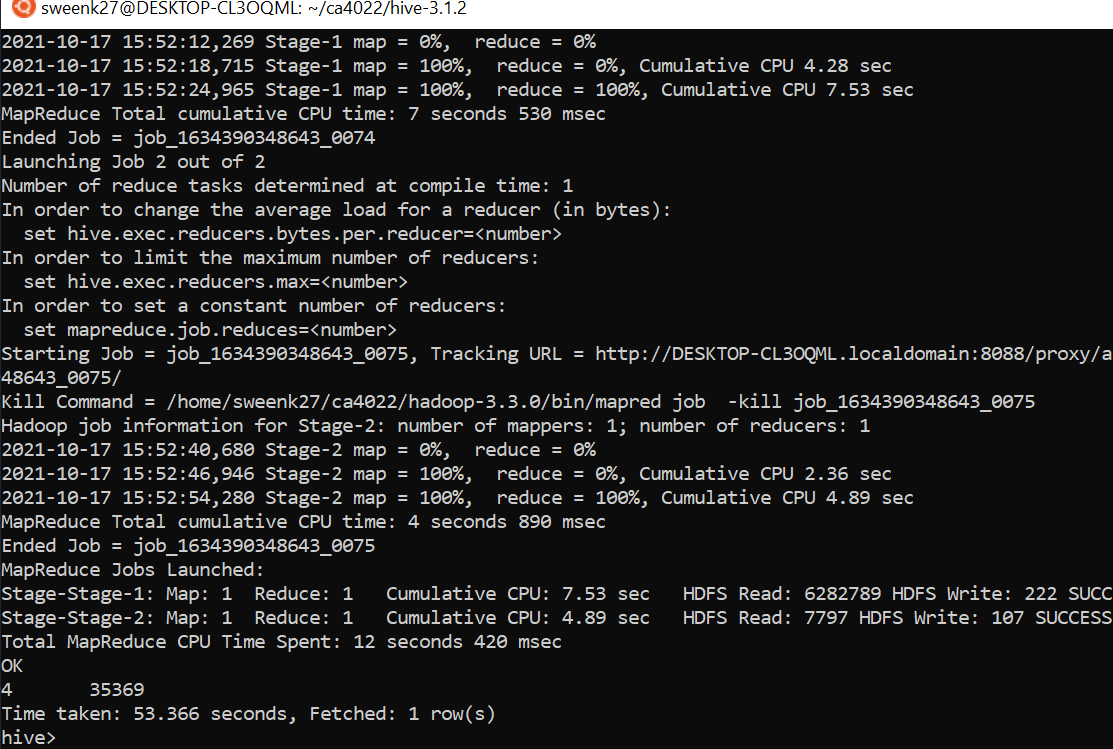 sweenk27@DESKTOP-CL3OQML: ~/ca4022/hive-3.1.2
2021-10-17 15:52:12,269 Stage-1 map = 0%,  reduce = 0%
2021-10-17 15:52:18,715 Stage-1 map = 100%,  reduce = 0%, Cumulative CPU 4.28 sec
2021-10-17 15:52:24,965 Stage-1 map = 100%,  reduce = 100%, Cumulative CPU 7.53 sec
MapReduce Total cumulative CPU time: 7 seconds 530 msec
Ended Job = job_1634390348643_0074
Launching Job 2 out of 2
Number of reduce tasks determined at compile time: 1
In order to change the average load for a reducer (in bytes):
  set hive.exec.reducers.bytes.per.reducer=<number>
In order to limit the maximum number of reducers:
  set hive.exec.reducers.max=<number>
In order to set a constant number of reducers:
  set mapreduce.job.reduces=<number>
Starting Job = job_1634390348643_0075, Tracking URL = http://DESKTOP-CL3OQML.localdomain:8088/proxy/a
48643_0075/
Kill Command = /home/sweenk27/ca4022/hadoop-3.3.0/bin/mapred job  -kill job_1634390348643_0075
Hadoop job information for Stage-2: number of mappers: 1; number of reducers: 1
2021-10-17 15:52:40,680 Stage-2 map = 0%,  reduce = 0%
2021-10-17 15:52:46,946 Stage-2 map = 100%,  reduce = 0%, Cumulative CPU 2.36 sec
2021-10-17 15:52:54,280 Stage-2 map = 100%,  reduce = 100%, Cumulative CPU 4.89 sec
MapReduce Total cumulative CPU time: 4 seconds 890 msec
Ended Job = job_1634390348643_0075
MapReduce Jobs Launched:
Stage-Stage-1: Map: 1  Reduce: 1   Cumulative CPU: 7.53 sec   HDFS Read: 6282789 HDFS Write: 222 SUCC
Stage-Stage-2: Map: 1  Reduce: 1   Cumulative CPU: 4.89 sec   HDFS Read: 7797 HDFS Write: 107 SUCCESS
Total MapReduce CPU Time Spent: 12 seconds 420 msec
OK
4       35369
Time taken: 53.366 seconds, Fetched: 1 row(s)
hive>